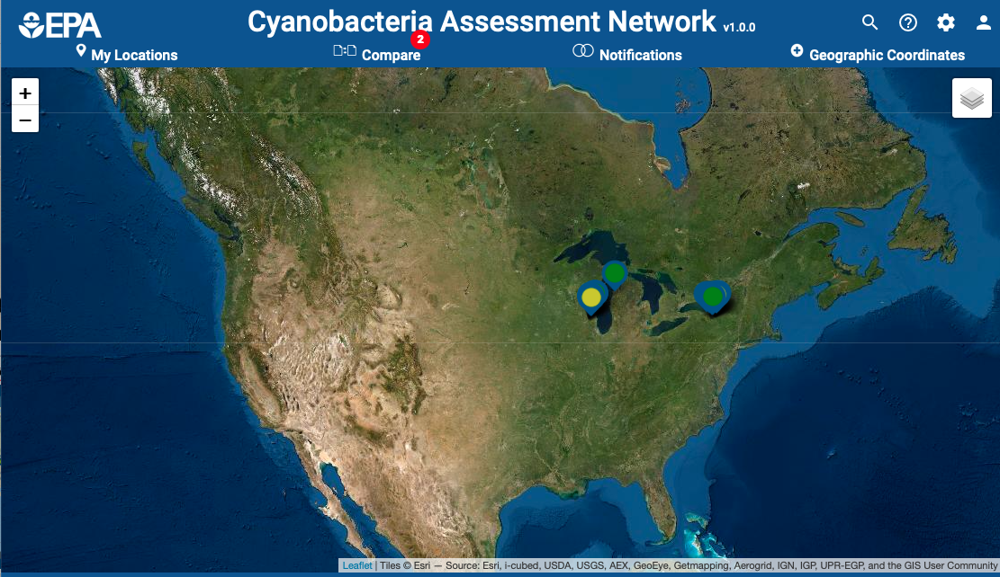 EPA
Cyanobacteria Assessment Network v1.0.0
My Locations
Compare
2
Notifications
Geographic Coordinates
+
−
Leaflet | Tiles © Esri — Source: Esri, i-cubed, USDA, USGS, AEX, GeoEye, Getmapping, Aerogrid, IGN, IGP, UPR-EGP, and the GIS User Community